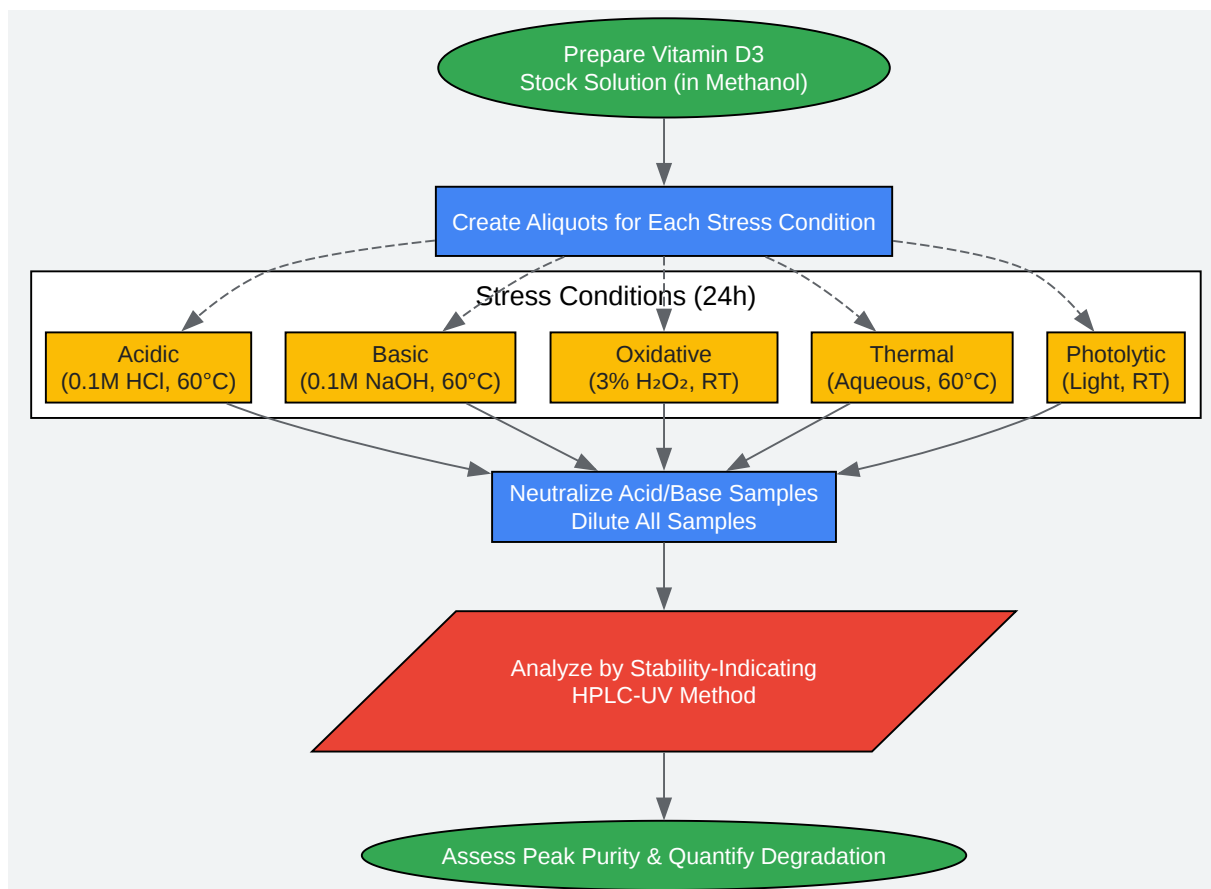 Prepare Vitamin D3
Stock Solution (in Methanol)
Create Aliquots for Each Stress Condition
Stress Conditions (24h)
Acidic
(0.1M HCl, 60°C)
Basic
(0.1M NaOH, 60°C)
Oxidative
(3% H₂O₂, RT)
Thermal
(Aqueous, 60°C)
Photolytic
(Light, RT)
Neutralize Acid/Base Samples
Dilute All Samples
Analyze by Stability-Indicating
HPLC-UV Method
Assess Peak Purity & Quantify Degradation